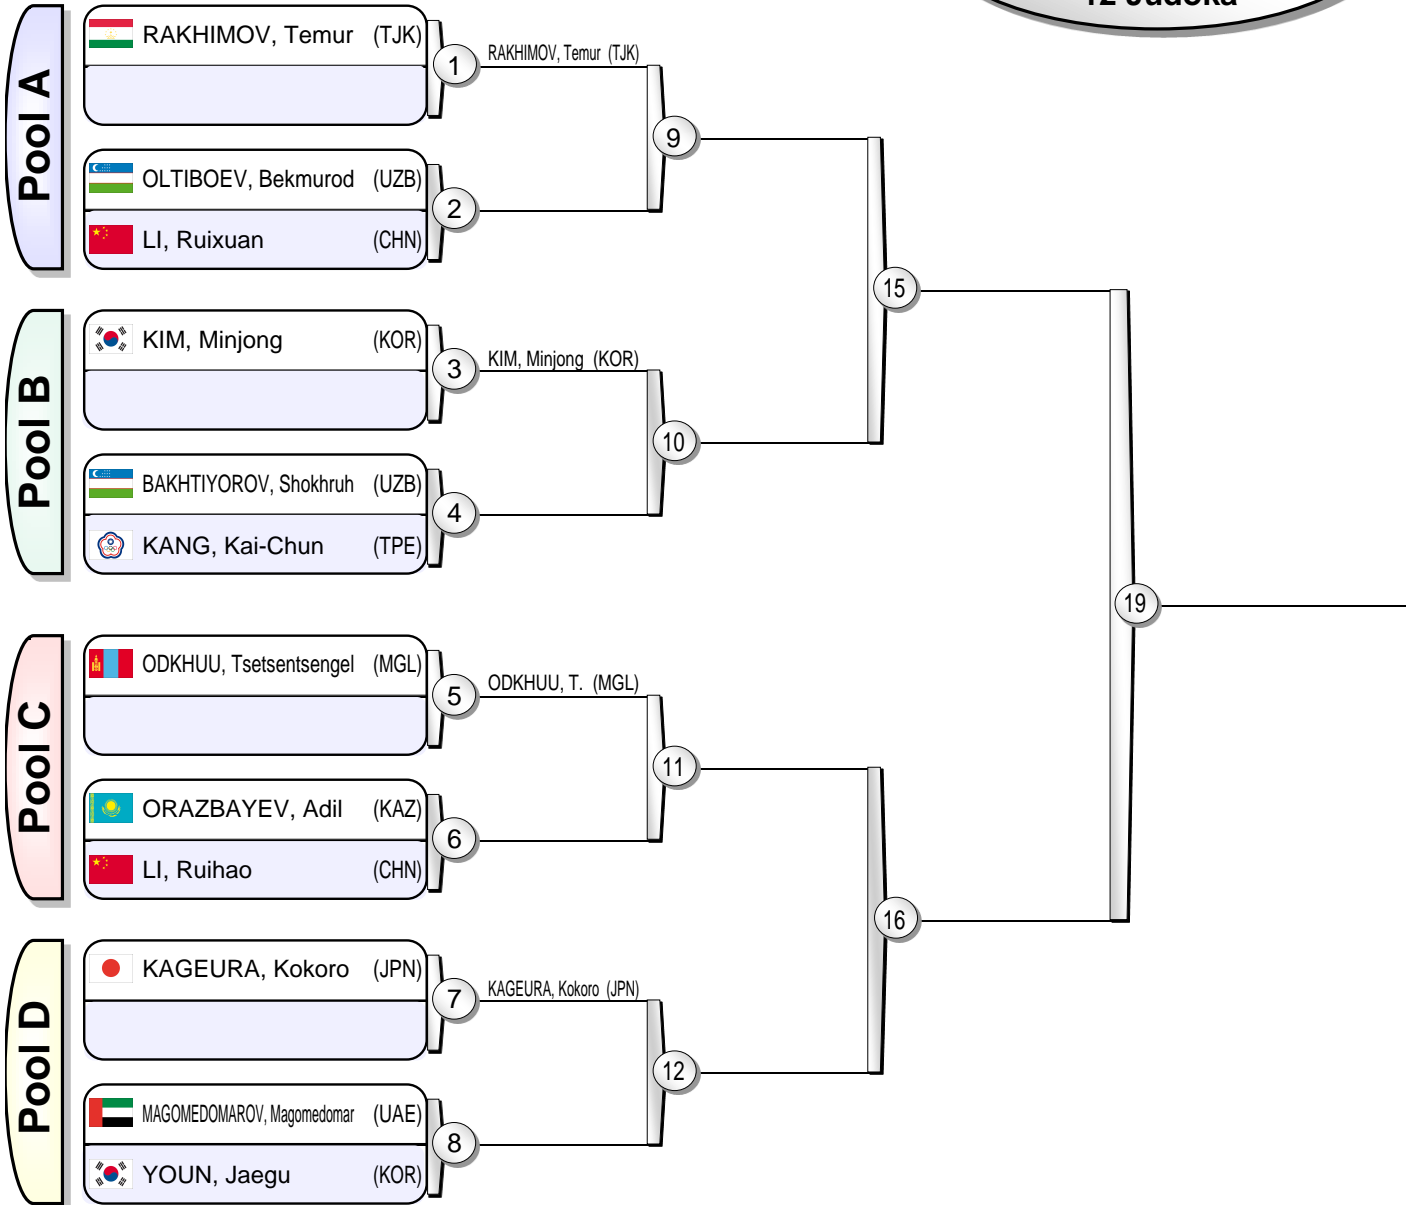 12 Judoka
Pool A
RAKHIMOV, Temur (TJK)
1
RAKHIMOV, Temur (TJK)
9
OLTIBOEV, Bekmurod (UZB)
2
LI, Ruixuan (CHN)
15
Pool B
KIM, Minjong (KOR)
3
KIM, Minjong (KOR)
10
BAKHTIYOROV, Shokhruh (UZB)
4
KANG, Kai-Chun (TPE)
19
Pool C
ODKHUU, Tsetsentsengel (MGL)
5
ODKHUU, T. (MGL)
11
ORAZBAYEV, Adil (KAZ)
6
LI, Ruihao (CHN)
16
Pool D
KAGEURA, Kokoro (JPN)
7
KAGEURA, Kokoro (JPN)
12
MAGOMEDOMAROV, Magomedomar (UAE)
8
YOUN, Jaegu (KOR)